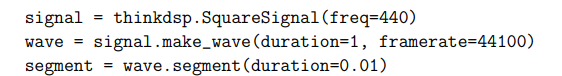 signal = thinkdsp.SquareSignal(freq=440)
wave = signal.make_wave(duration=1, framerate=44100)
segment = wave.segment(duration=0.01)